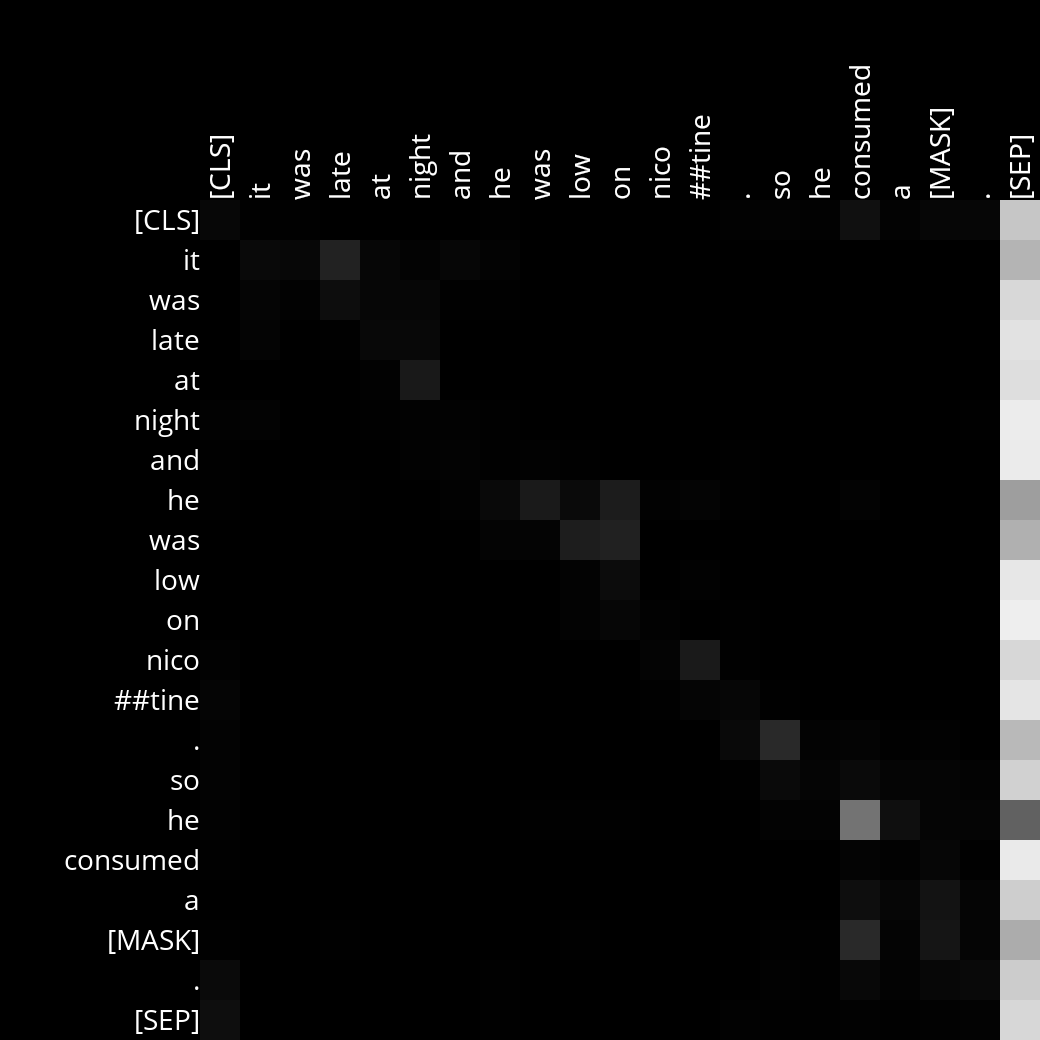 [CLS] it was late at night and he was low on nico ##tine . so he consumed a [MASK] . [SEP]
[CLS]
it
was
late
at
night
and
he
was
low
on
nico
##tine
.
so
he
consumed
a
[MASK]
.
[SEP]